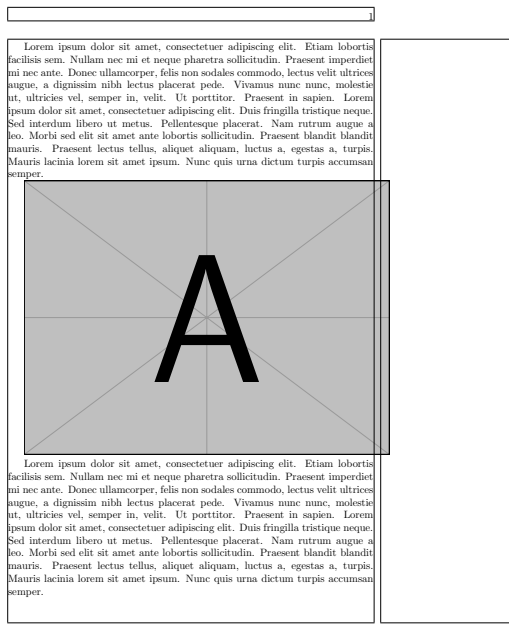 1
Lorem ipsum dolor sit amet, consectetuer adipiscing elit. Etiam lobortis
facilisis sem. Nullam nec mi et neque pharetra sollicitudin. Praesent imperdiet
mi nec ante. Donec ullamcorper, felis non sodales commodo, lectus velit ultrices
augue, a dignissim nibh lectus placerat pede. Vivamus nunc nunc, molestie
ut, ultricies vel, semper in, velit. Ut porttitor. Praesent in sapien. Lorem
ipsum dolor sit amet, consectetuer adipiscing elit. Duis fringilla tristique neque.
Sed interdum libero ut metus. Pellentesque placerat. Nam rutrum augue a
leo. Morbi sed elit sit amet ante lobortis sollicitudin. Praesent blandit blandit
mauris. Praesent lectus tellus, aliquet aliquam, luctus a, egestas a, turpis.
Mauris lacinia lorem sit amet ipsum. Nunc quis urna dictum turpis accumsan
semper.
A
Lorem ipsum dolor sit amet, consectetuer adipiscing elit. Etiam lobortis
facilisis sem. Nullam nec mi et neque pharetra sollicitudin. Praesent imperdiet
mi nec ante. Donec ullamcorper, felis non sodales commodo, lectus velit ultrices
augue, a dignissim nibh lectus placerat pede. Vivamus nunc nunc, molestie
ut, ultricies vel, semper in, velit. Ut porttitor. Praesent in sapien. Lorem
ipsum dolor sit amet, consectetuer adipiscing elit. Duis fringilla tristique neque.
Sed interdum libero ut metus. Pellentesque placerat. Nam rutrum augue a
leo. Morbi sed elit sit amet ante lobortis sollicitudin. Praesent blandit blandit
mauris. Praesent lectus tellus, aliquet aliquam, luctus a, egestas a, turpis.
Mauris lacinia lorem sit amet ipsum. Nunc quis urna dictum turpis accumsan
semper.